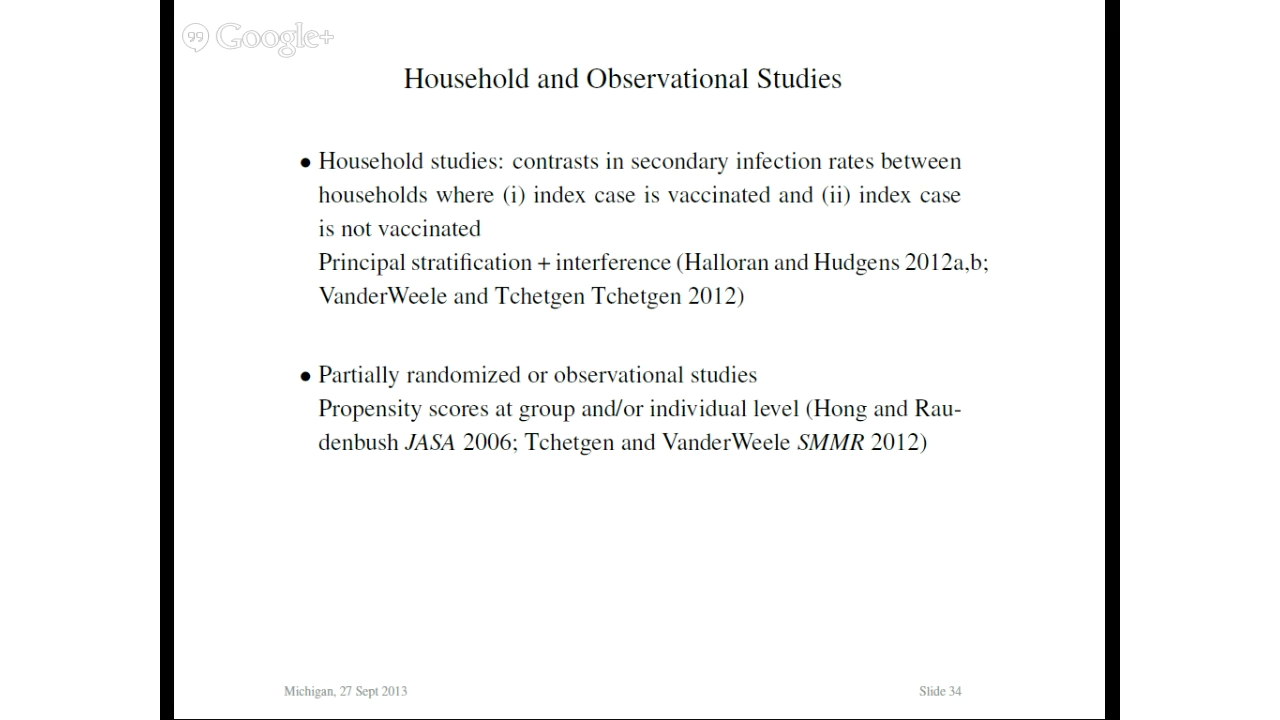 99 Google+
Household and Observational Studies
• Household studies: contrasts in secondary infection rates between
households where (i) index case is vaccinated and (ii) index case
is not vaccinated
Principal stratification + interference (Halloran and Hudgens 2012a,b;
VanderWeele and Tchetgen Tchetgen 2012)
• Partially randomized or observational studies
Propensity scores at group and/or individual level (Hong and Rau-
denbush JASA 2006; Tchetgen and VanderWeele SMMR 2012)
Michigan, 27 Sept 2013
Slide 34